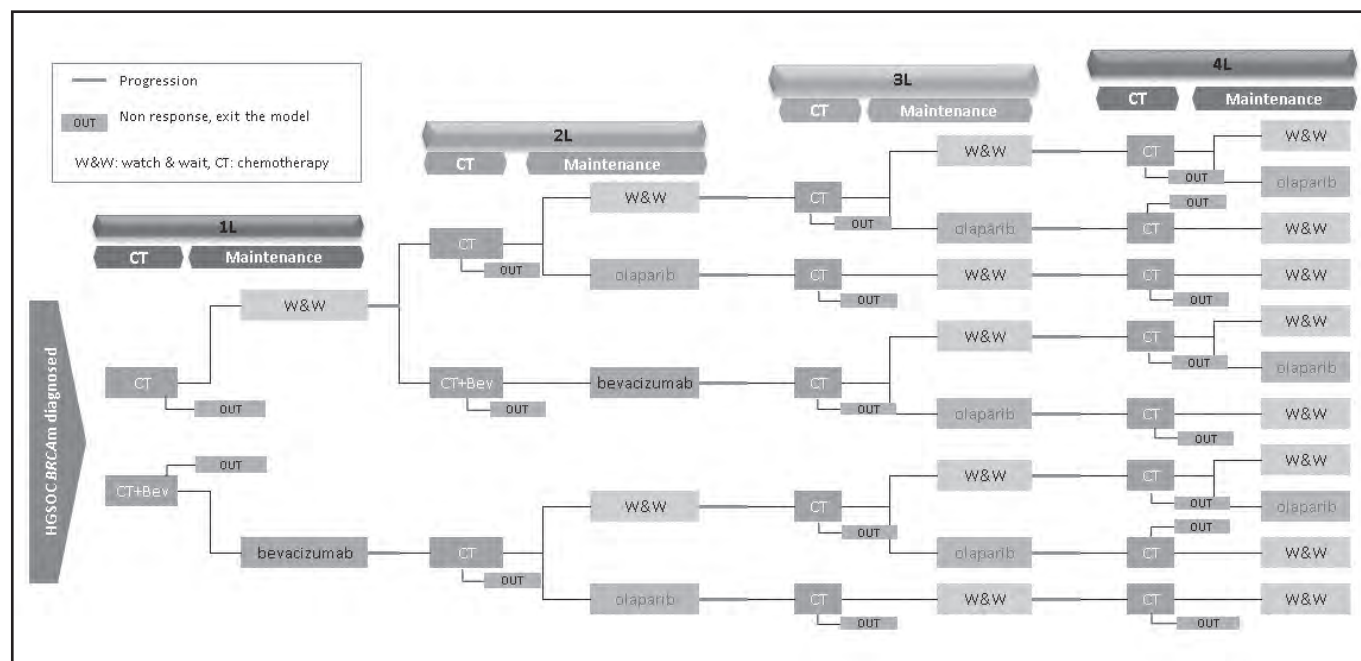 Progression
OUT Non response, exit the model
W&W: watch & wait, CT: chemotherapy
1L
CT Maintenance
2L
CT Maintenance
3L
CT Maintenance
4L
CT Maintenance
HGSOC BRCAm diagnosed
CT
OUT
W&W
CT+Bev
OUT
bevacizumab
CT
OUT
W&W
olaparib
CT+Bev
OUT
bevacizumab
CT
OUT
W&W
olaparib
CT
OUT
W&W
olaparib
CT
OUT
W&W
CT
OUT
W&W
olaparib
CT
OUT
W&W
olaparib
CT
OUT
W&W
CT
OUT
W&W
olaparib
OUT
CT
W&W
CT
OUT
W&W
CT
OUT
W&W
olaparib
CT
OUT
W&W
CT
OUT
W&W
olaparib
OUT
CT
W&W
CT
OUT
W&W